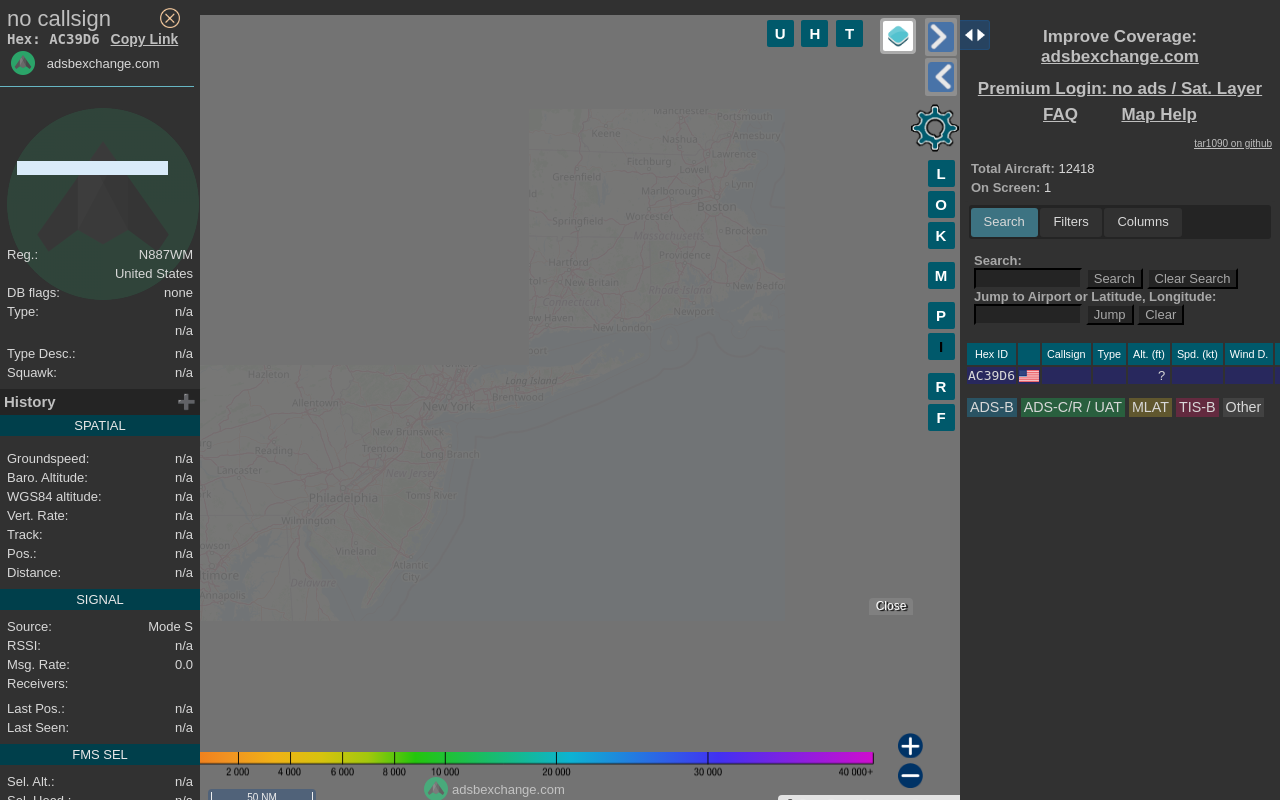 no callsign
Hex: AC39D6 Copy Link
adsbexchange.com
Reg.: N887WM
United States
DB flags: none
Type: n/a
n/a
Type Desc.: n/a
Squawk: n/a
History
SPATIAL
Groundspeed: n/a
Baro. Altitude: n/a
WGS84 altitude: n/a
Vert. Rate: n/a
Track: n/a
Pos.: n/a
Distance: n/a
SIGNAL
Source: Mode S
RSSI: n/a
Msg. Rate: 0.0
Receivers:
Last Pos.: n/a
Last Seen: n/a
FMS SEL
Sel. Alt.: n/a
Sel. Head.: n/a
U H T
L
O
K
M
P
I
R
F
Manchester
Portsmouth
Keene
Nashua
Amesbury
Fitchburg
Lawrence
Greenfield
Lowell
Marlborough
Lynn
Boston
Springfield
Worcester
Massachusetts
Brockton
Hartford
Providence
New Britain
Rhode Island
New Bedfo
Connecticut
Newport
ew Haven
New London
port
Hazleton
Long Island
Brentwood
Allentown
New York
New Brunswick
Reading
Trenton
Long Branch
Lancaster
New Jersey
Philadelphia
Toms River
Wilmington
Vineland
Atlantic
City
Delaware
owson
ltimore
Annapolis
Close
2 000 4 000 6 000 8 000 10 000 20 000 30 000 40 000+
50 NM
adsbexchange.com
Improve Coverage:
adsbexchange.com
Premium Login: no ads / Sat. Layer
FAQ Map Help
tar1090 on github
Total Aircraft: 12418
On Screen: 1
Search Filters Columns
Search:
Search Clear Search
Jump to Airport or Latitude, Longitude:
Jump Clear
Hex ID Callsign Type Alt. (ft) Spd. (kt) Wind D.
AC39D6 ?
ADS-B ADS-C/R / UAT MLAT TIS-B Other